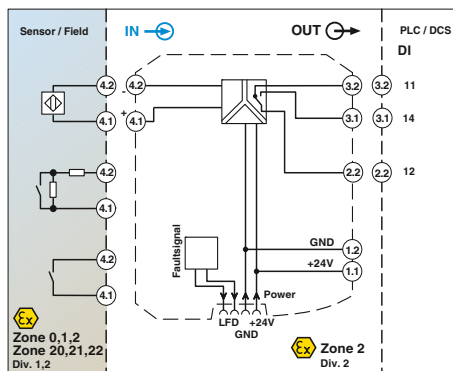 Sensor / Field
IN
OUT
PLC / DCS
DI
4.2
-
4.2
3.2
3.2
11
4.1
+
4.1
3.1
3.1
14
4.2
2.2
2.2
12
4.1
Faultsignal
GND
1.2
4.2
+24V
1.1
4.1
Power
LFD
+24V
GND
Ex
Zone 0,1,2
Zone 20,21,22
Div. 1,2
Ex
Zone 2
Div. 2